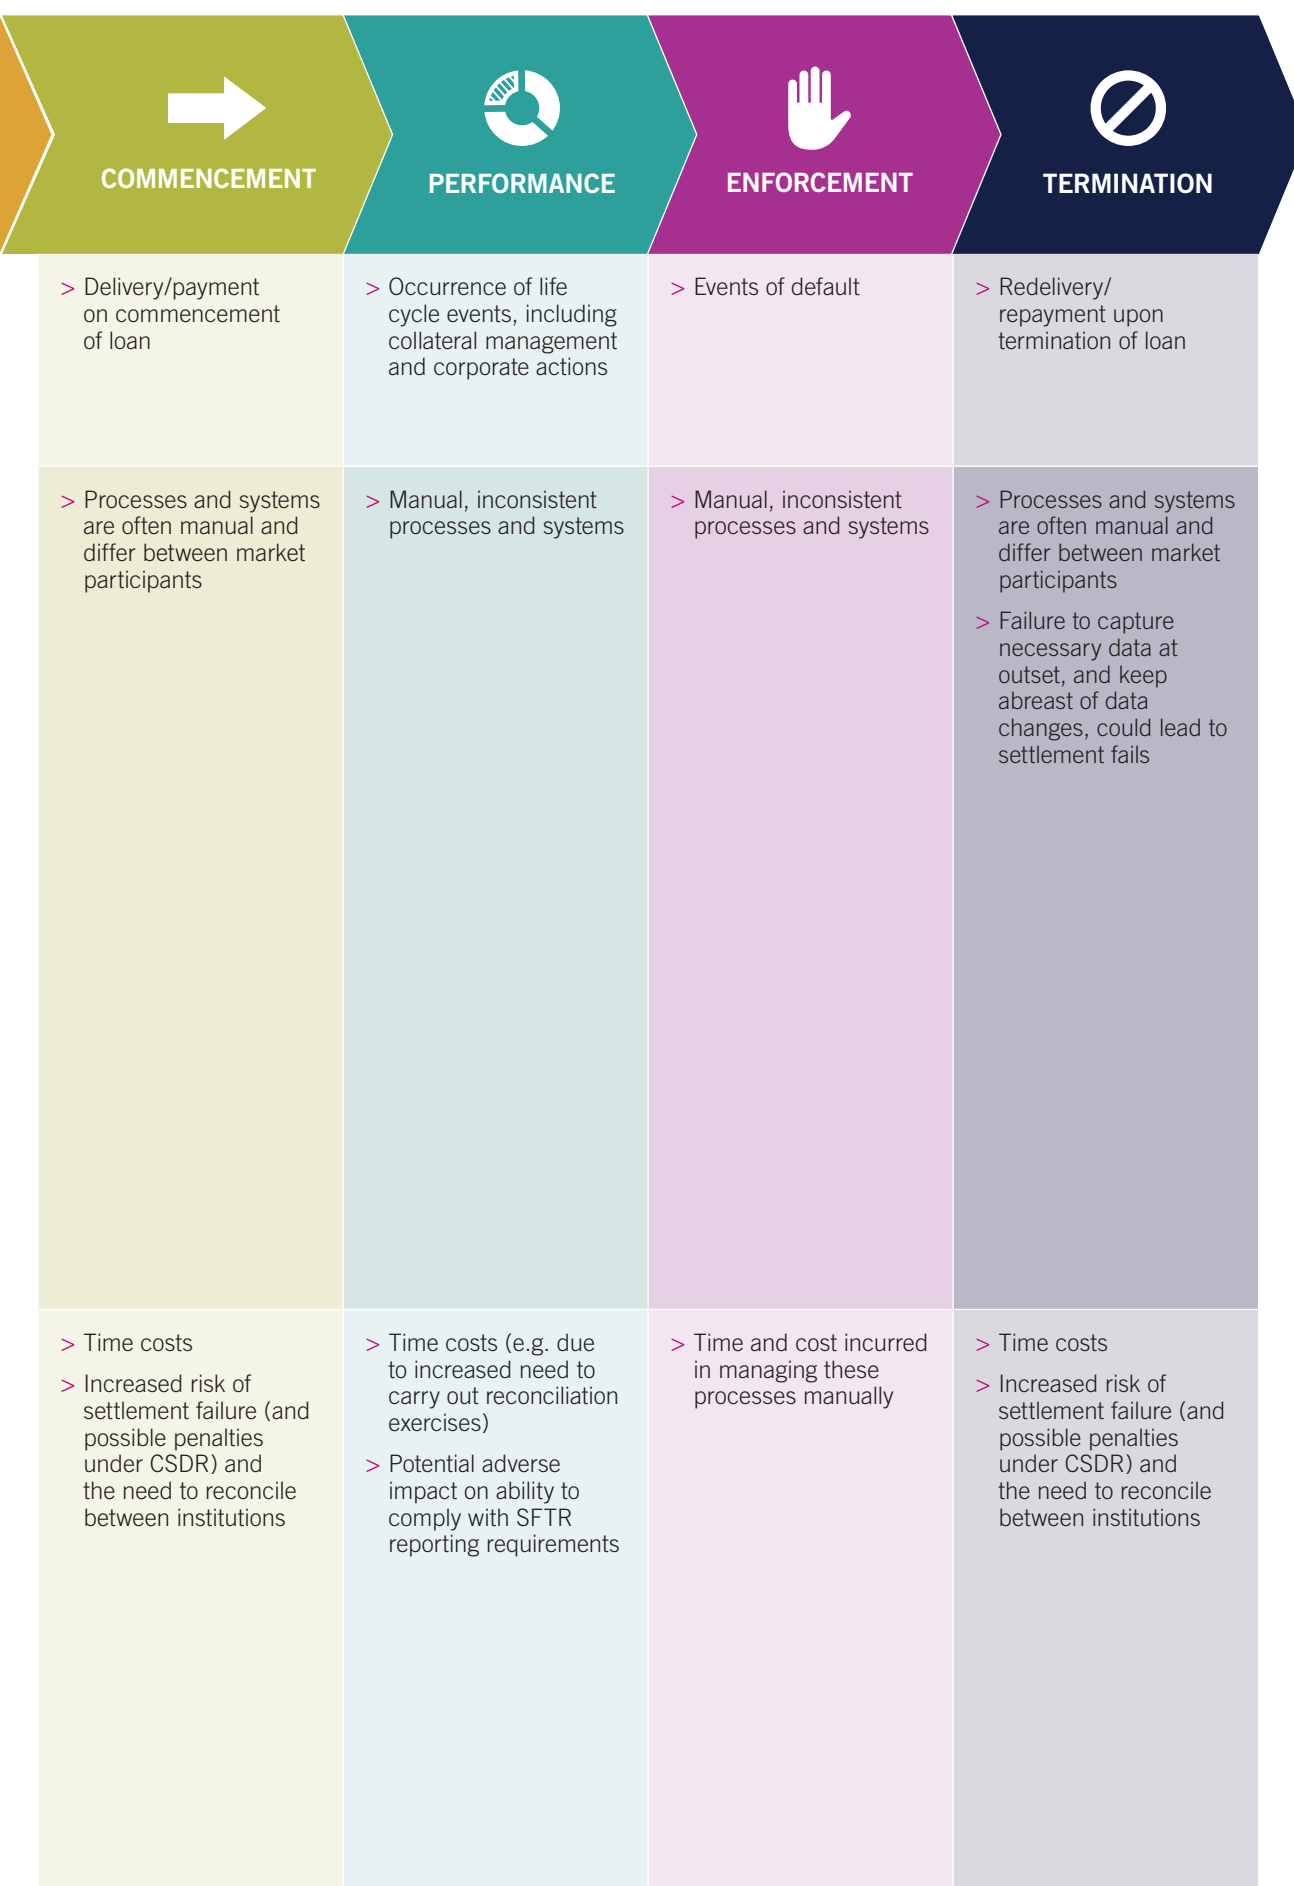 COMMENCEMENT
PERFORMANCE
ENFORCEMENT
TERMINATION
> Delivery/payment
on commencement
of loan
> Occurrence of life
cycle events, including
collateral management
and corporate actions
> Events of default
> Redelivery/
repayment upon
termination of loan
> Processes and systems
are often manual and
differ between market
participants
> Manual, inconsistent
processes and systems
> Manual, inconsistent
processes and systems
> Processes and systems
are often manual and
differ between market
participants
> Failure to capture
necessary data at
outset, and keep
abreast of data
changes, could lead to
settlement fails
> Time costs
> Increased risk of
settlement failure (and
possible penalties
under CSDR) and
the need to reconcile
between institutions
> Time costs (e.g. due
to increased need to
carry out reconciliation
exercises)
> Potential adverse
impact on ability to
comply with SFTR
reporting requirements
> Time and cost incurred
in managing these
processes manually
> Time costs
> Increased risk of
settlement failure (and
possible penalties
under CSDR) and
the need to reconcile
between institutions